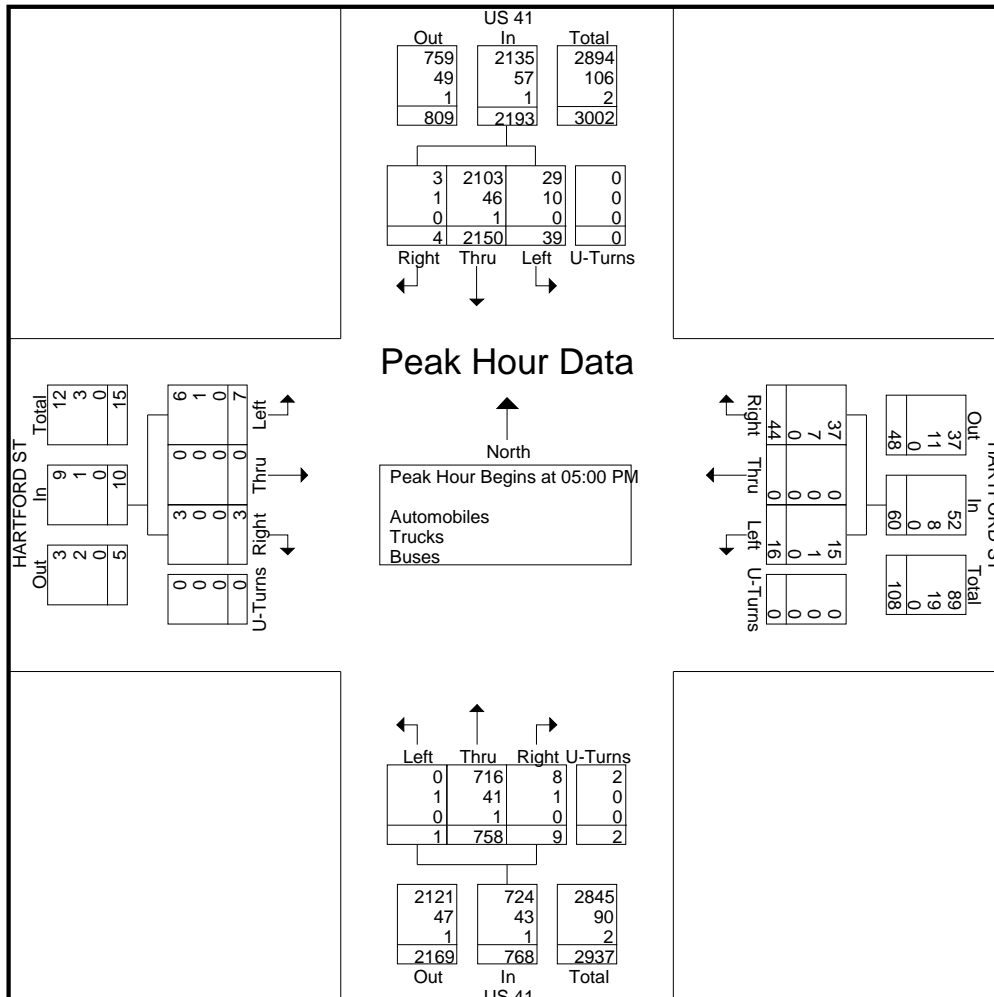 US 41
Out In Total
759 2135 2894
49 57 106
1 1 2
809 2193 3002
3 2103 29 0
1 46 10 0
0 1 0 0
4 2150 39 0
Right Thru Left U-Turns
Peak Hour Data
North
Peak Hour Begins at 05:00 PM
Automobiles
Trucks
Buses
HARTFORD ST
Total In Out
12 9 3
3 1 2
0 0 0
15 10 5
6 0 3 0
1 0 0 0
0 0 0 0
7 0 3 0
Left Thru Right U-Turns
Right Thru Left U-Turns
37 0 15 0
7 0 1 0
0 0 0 0
44 0 16 0
Out In Total
37 52 89
11 8 19
0 0 0
48 60 108
HARTFORD ST
Left Thru Right U-Turns
0 716 8 2
1 41 1 0
0 1 0 0
1 758 9 2
2121 724 2845
47 43 90
1 1 2
2169 768 2937
Out In Total
US 41